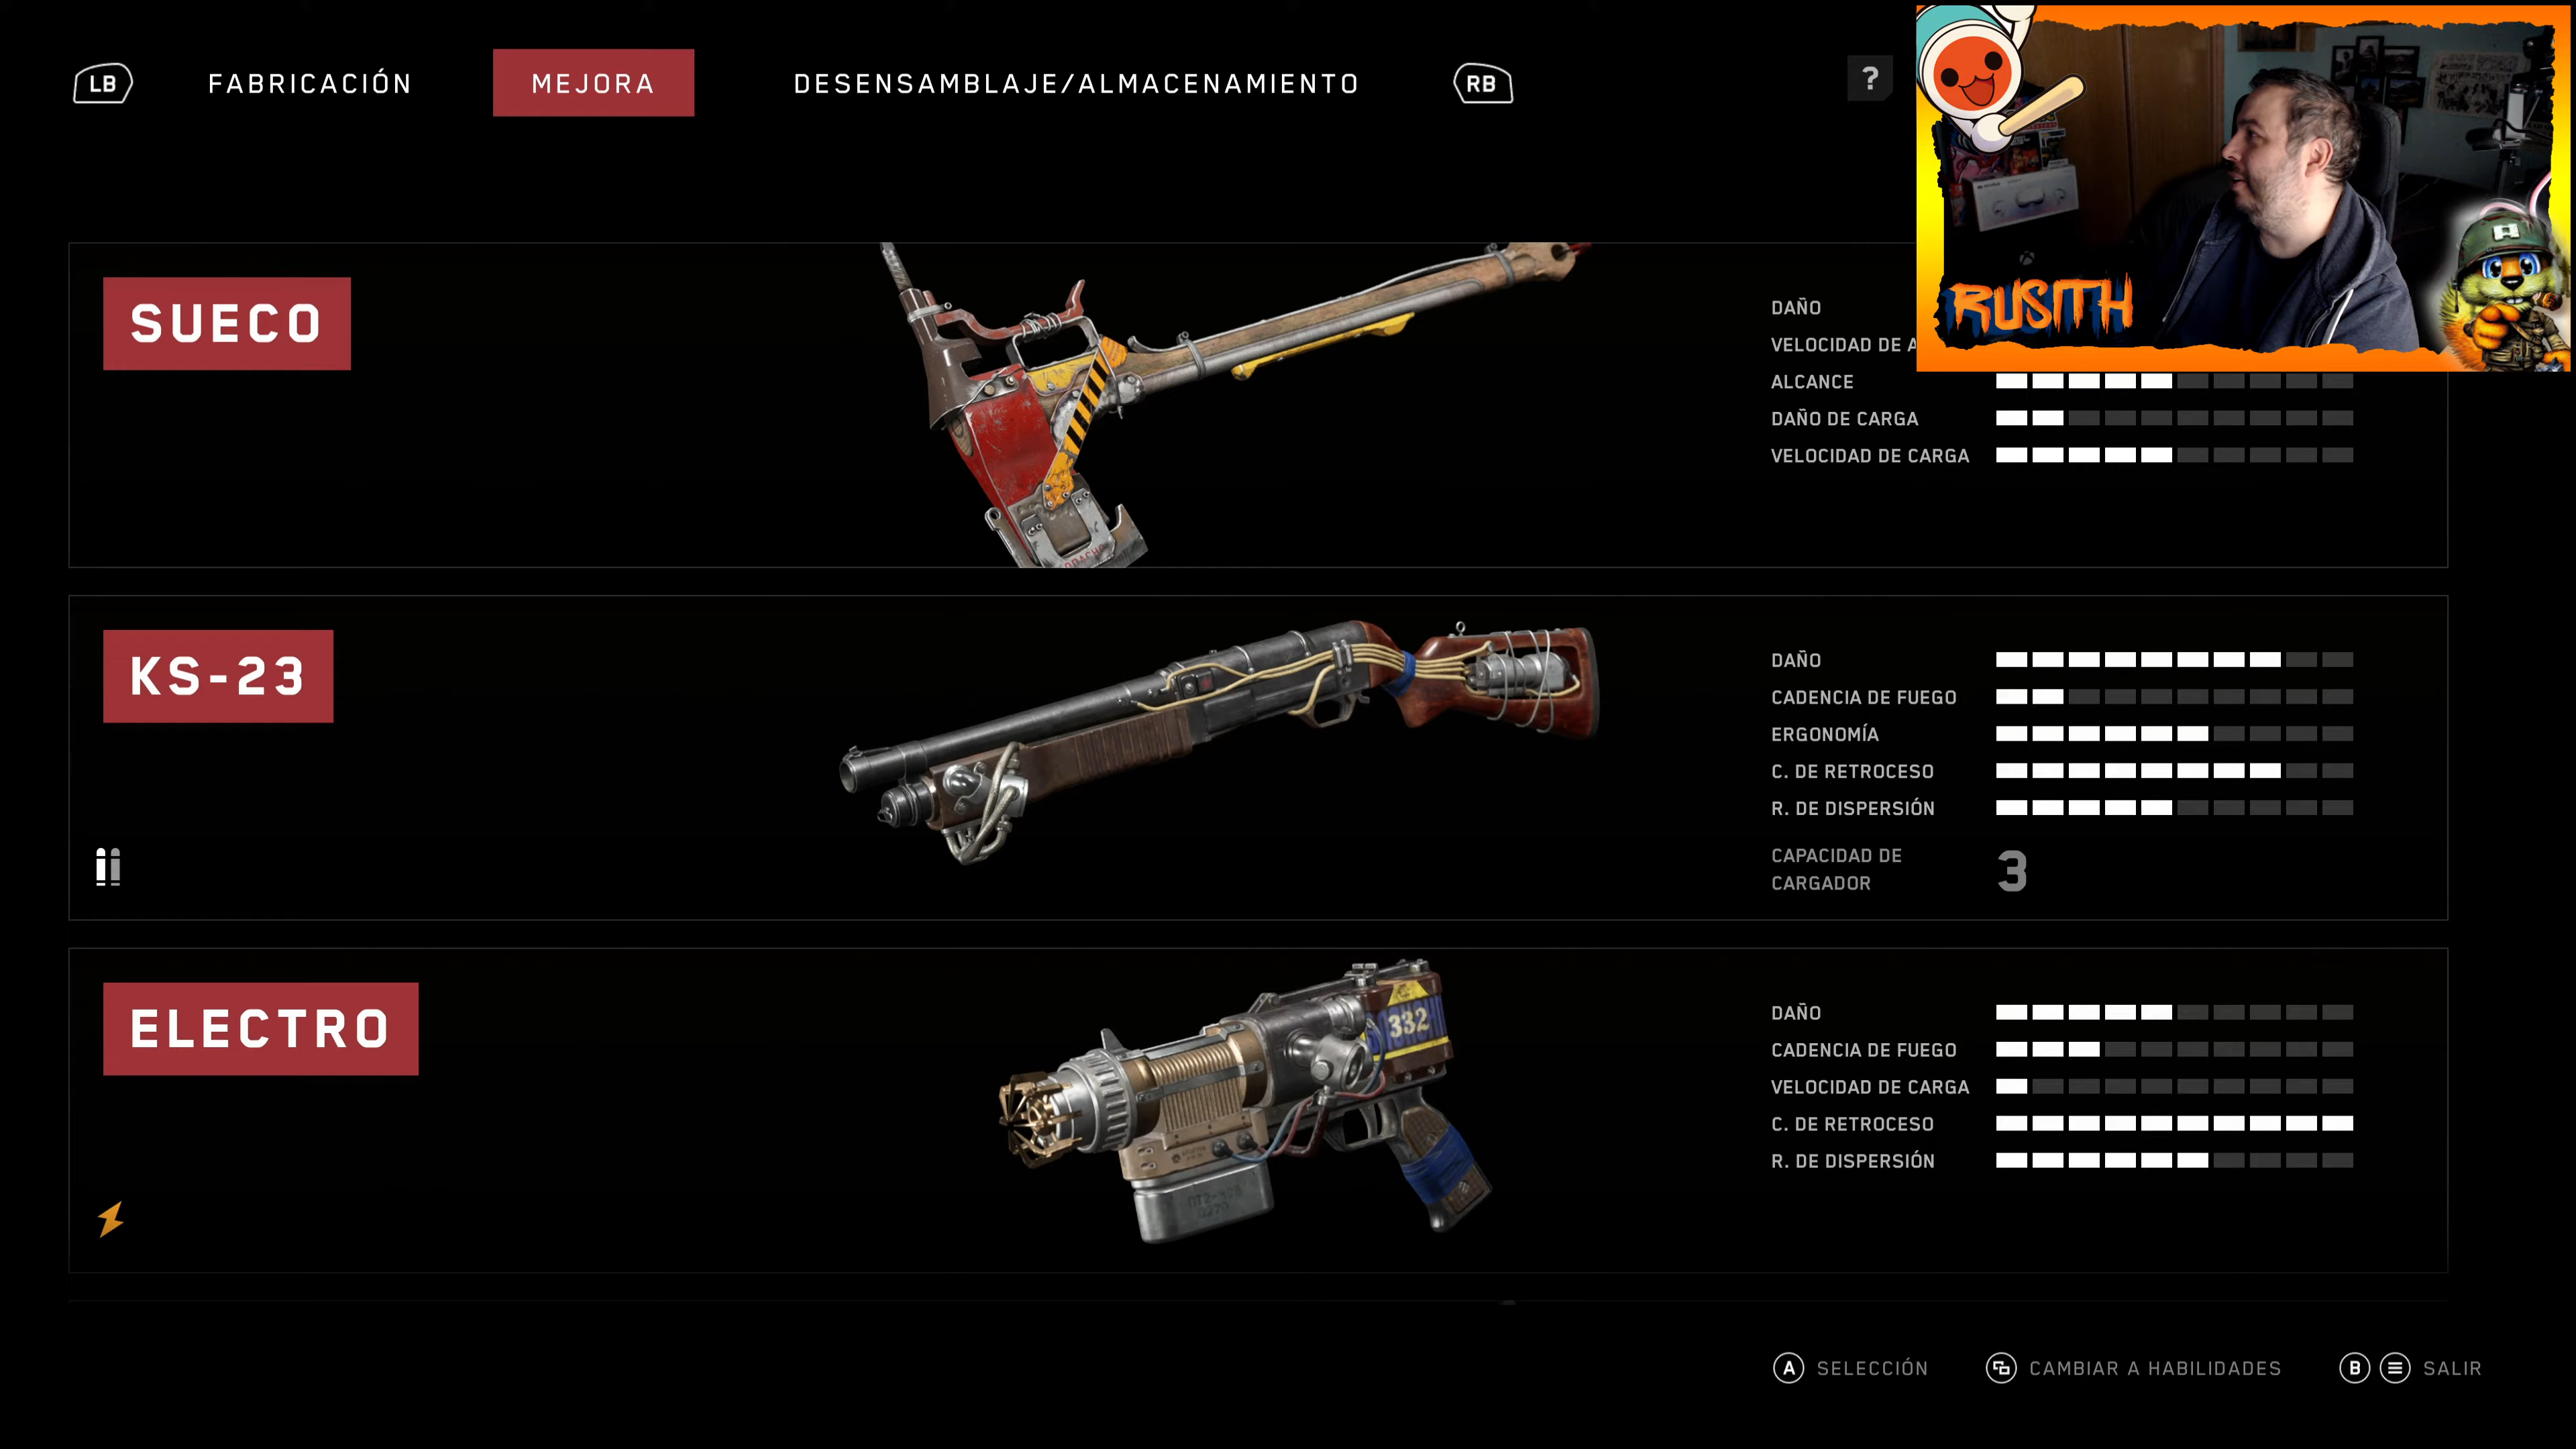 LB FABRICACIÓN MEJORA DESENSAMBLAJE/ALMACENAMIENTO RB ?
RUSITH
SUECO
DAÑO
VELOCIDAD DE
ALCANCE
DAÑO DE CARGA
VELOCIDAD DE CARGA
KS-23
DAÑO
CADENCIA DE FUEGO
ERGONOMÍA
C. DE RETROCESO
R. DE DISPERSIÓN
CAPACIDAD DE
CARGADOR
3
ELECTRO
332
DAÑO
CADENCIA DE FUEGO
VELOCIDAD DE CARGA
C. DE RETROCESO
R. DE DISPERSIÓN
A SELECCIÓN CAMBIAR A HABILIDADES B SALIR